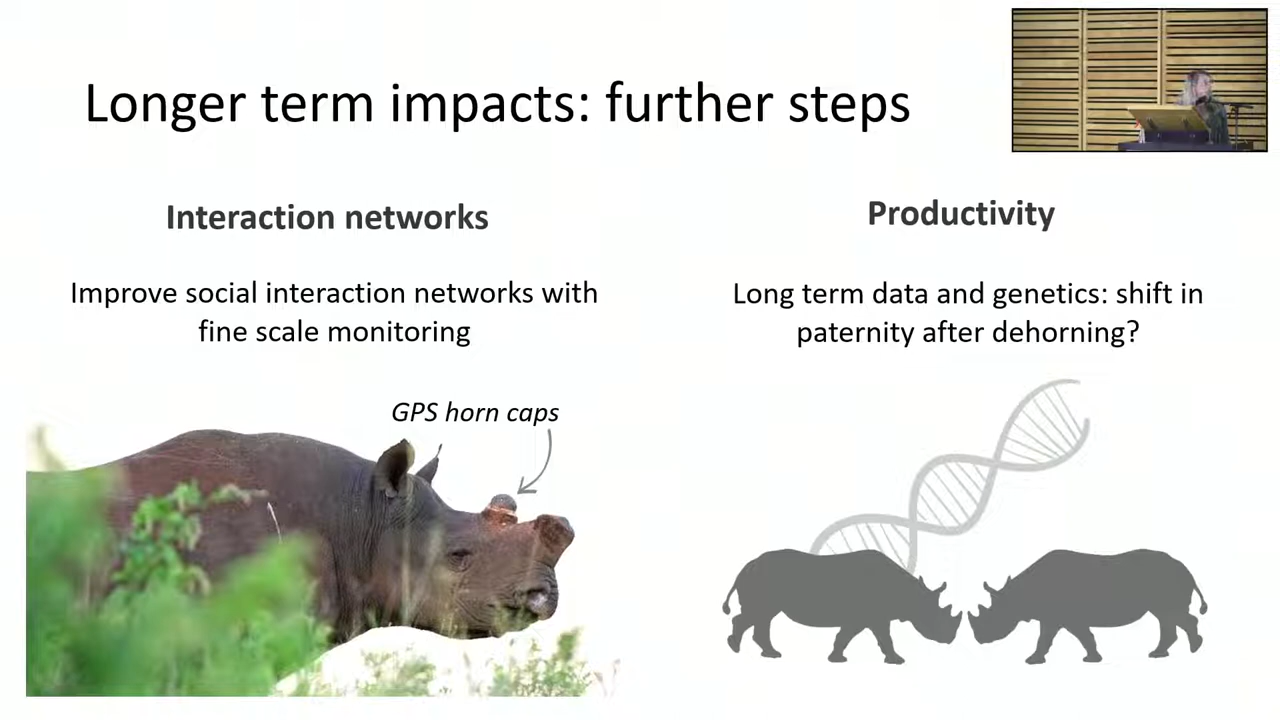 Longer term impacts: further steps
Interaction networks
Improve social interaction networks with
fine scale monitoring
GPS horn caps
Productivity
Long term data and genetics: shift in
paternity after dehorning?